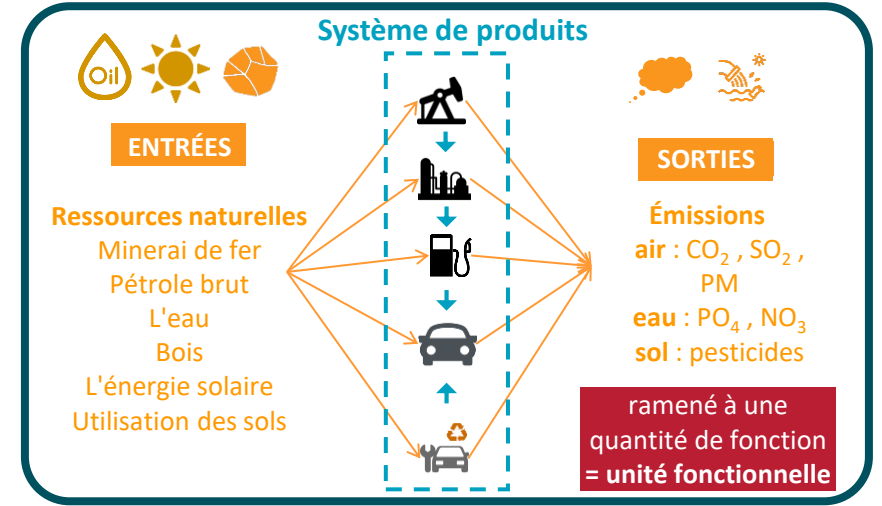 Système de produits
Oil
ENTRÉES
Ressources naturelles
Minerai de fer
Pétrole brut
L'eau
Bois
L'énergie solaire
Utilisation des sols
SORTIES
Émissions
air : CO₂ , SO₂ ,
PM
eau : PO₄ , NO₃
sol : pesticides
ramené à une
quantité de fonction
= unité fonctionnelle